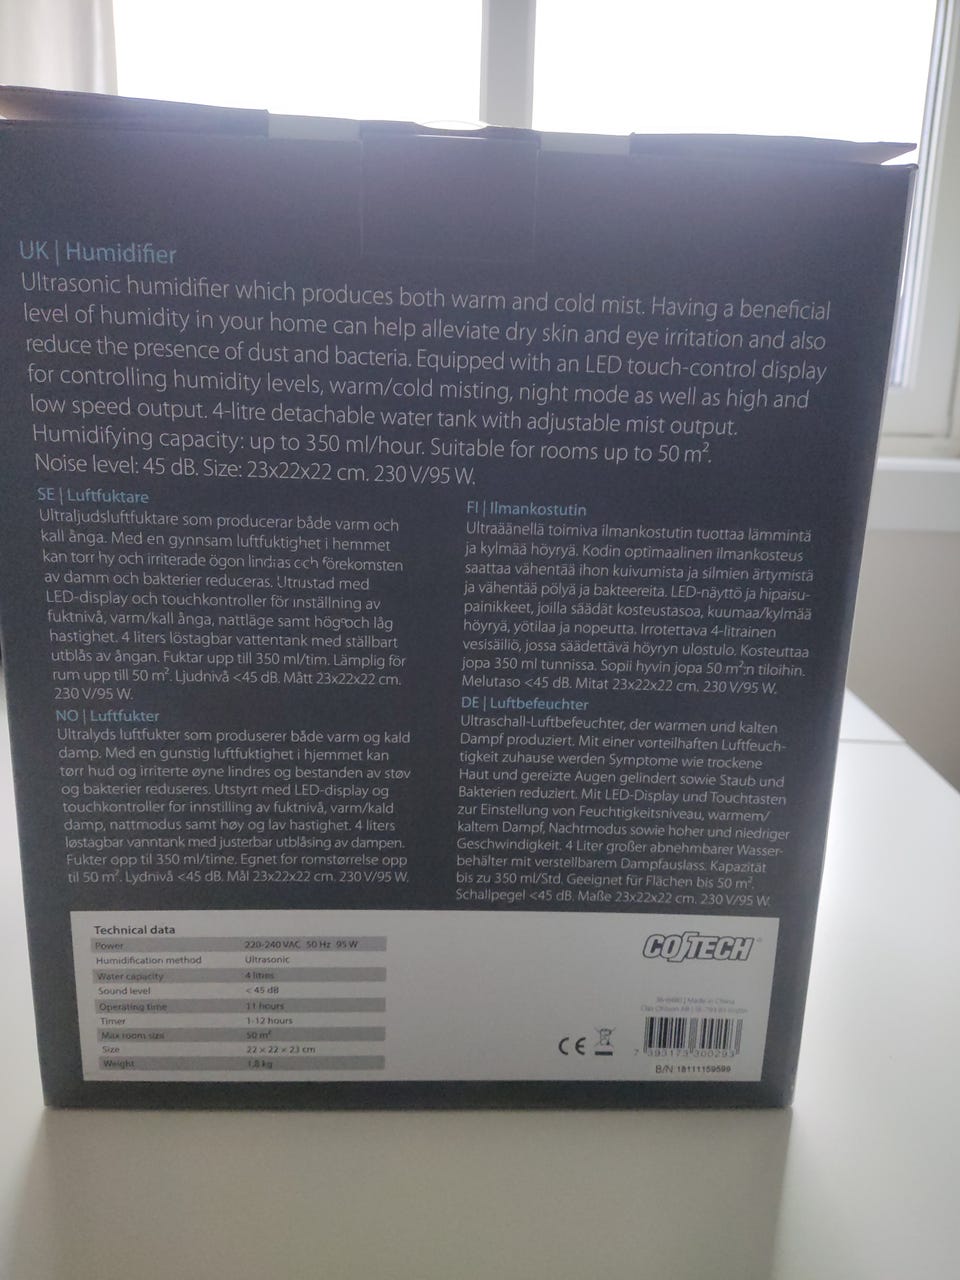 UK | Humidifier
Ultrasonic humidifier which produces both warm and cold mist. Having a beneficial
level of humidity in your home can help alleviate dry skin and eye irritation and also
reduce the presence of dust and bacteria. Equipped with an LED touch-control display
for controlling humidity levels, warm/cold misting, night mode as well as high and
low speed output. 4-litre detachable water tank with adjustable mist output.
Humidifying capacity: up to 350 ml/hour. Suitable for rooms up to 50 m².
Noise level: 45 dB. Size: 23x22x22 cm. 230 V/95 W.
SE | Luftfuktare
Ultraljudsluftfuktare som producerar både varm och
kall ånga. Med en gynnsam luftfuktighet i hemmet
kan torr hy och irriterade ögon lindras och förekomsten
av damm och bakterier reduceras. Utrustad med
LED-display och touchkontroller för inställning av
fuktnivå, varm/kall ånga, nattläge samt hög och låg
hastighet. 4 liters löstagbar vattentank med ställbart
utblås av ångan. Fuktar upp till 350 ml/tim. Lämplig för
rum upp till 50 m². Ljudnivå <45 dB. Mått 23x22x22 cm.
230 V/95 W.
NO | Luftfukter
Ultralyds luftfukter som produserer både varm og kald
damp. Med en gunstig luftfuktighet i hjemmet kan
tørr hud og irriterte øyne lindres og bestanden av støv
og bakterier reduseres. Utstyrt med LED-display og
touchkontroller for innstilling av fuktnivå, varm/kald
damp, nattmodus samt høy og lav hastighet. 4 liters
løstagbar vanntank med justerbar utblåsing av dampen.
Fukter opp til 350 ml/time. Egnet for romstørrelse opp
til 50 m². Lydnivå <45 dB. Mål 23x22x22 cm. 230 V/95 W.
FI | Ilmankostutin
Ultraäänellä toimiva ilmankostutin tuottaa lämmintä
ja kylmää höyryä. Kodin optimaalinen ilmankosteus
saattaa vähentää ihon kuivumista ja silmien ärtymistä
ja vähentää pölyä ja bakteereita. LED-näyttö ja hipaisu-
painikkeet, joilla säädät kosteustasoa, kuumaa/kylmää
höyryä, yötilaa ja nopeutta. Irrotettava 4-litrainen
vesisäiliö, jossa säädettävä höyryn ulostulo. Kosteuttaa
jopa 350 ml tunnissa. Sopii hyvin jopa 50 m²:n tiloihin.
Melutaso <45 dB. Mitat 23x22x22 cm. 230 V/95 W.
DE | Luftbefeuchter
Ultraschall-Luftbefeuchter, der warmen und kalten
Dampf produziert. Mit einer vorteilhaften Luftfeuch-
tigkeit zuhause werden Symptome wie trockene
Haut und gereizte Augen gelindert sowie Staub und
Bakterien reduziert. Mit LED-Display und Touchtasten
zur Einstellung von Feuchtigkeitsniveau, warmem/
kaltem Dampf, Nachtmodus sowie hoher und niedriger
Geschwindigkeit. 4 Liter großer abnehmbarer Wasser-
behälter mit verstellbarem Dampfauslass. Kapazität
bis zu 350 ml/Std. Geeignet für Flächen bis 50 m².
Schallpegel <45 dB. Maße 23x22x22 cm. 230 V/95 W.
Technical data
Power 220-240 VAC 50 Hz 95 W
Humidification method Ultrasonic
Water capacity 4 litres
Sound level < 45 dB
Operating time 11 hours
Timer 1-12 hours
Max room size 50 m²
Size 22 × 22 × 23 cm
Weight 1,8 kg
COTECH
| Made in China
Clas Ohlson AB |
CE
7 393173 300293
B/N 18111159599